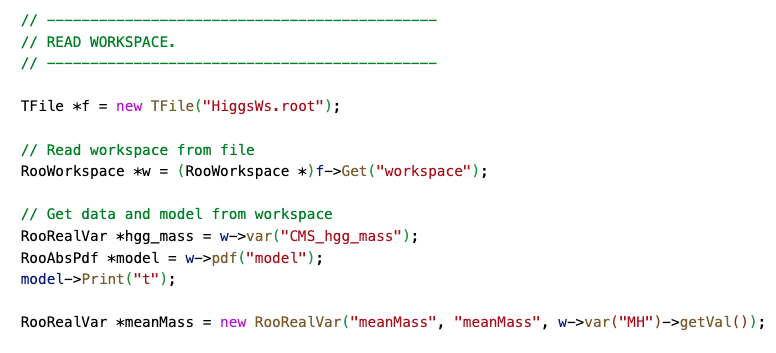 // ---------------------------------------------
// READ WORKSPACE.
// ---------------------------------------------
TFile *f = new TFile("HiggsWs.root");
// Read workspace from file
RooWorkspace *w = (RooWorkspace *)f->Get("workspace");
// Get data and model from workspace
RooRealVar *hgg_mass = w->var("CMS_hgg_mass");
RooAbsPdf *model = w->pdf("model");
model->Print("t");
RooRealVar *meanMass = new RooRealVar("meanMass", "meanMass", w->var("MH")->getVal());